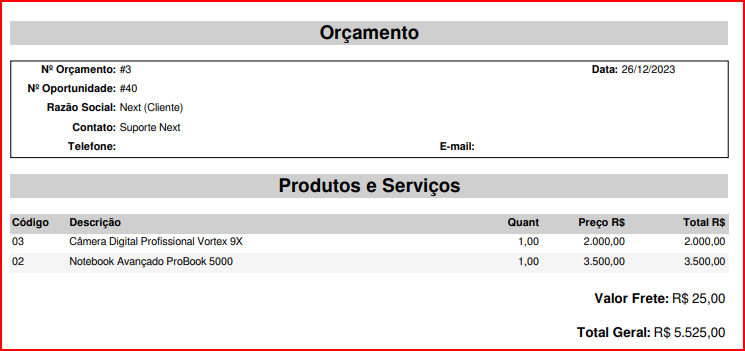 Orçamento
Nº Orçamento: #3 Data: 26/12/2023
Nº Oportunidade: #40
Razão Social: Next (Cliente)
Contato: Suporte Next
Telefone: E-mail:
Produtos e Serviços
Código Descrição Quant Preço R$ Total R$
03 Câmera Digital Profissional Vortex 9X 1,00 2.000,00 2.000,00
02 Notebook Avançado ProBook 5000 1,00 3.500,00 3.500,00
Valor Frete: R$ 25,00
Total Geral: R$ 5.525,00